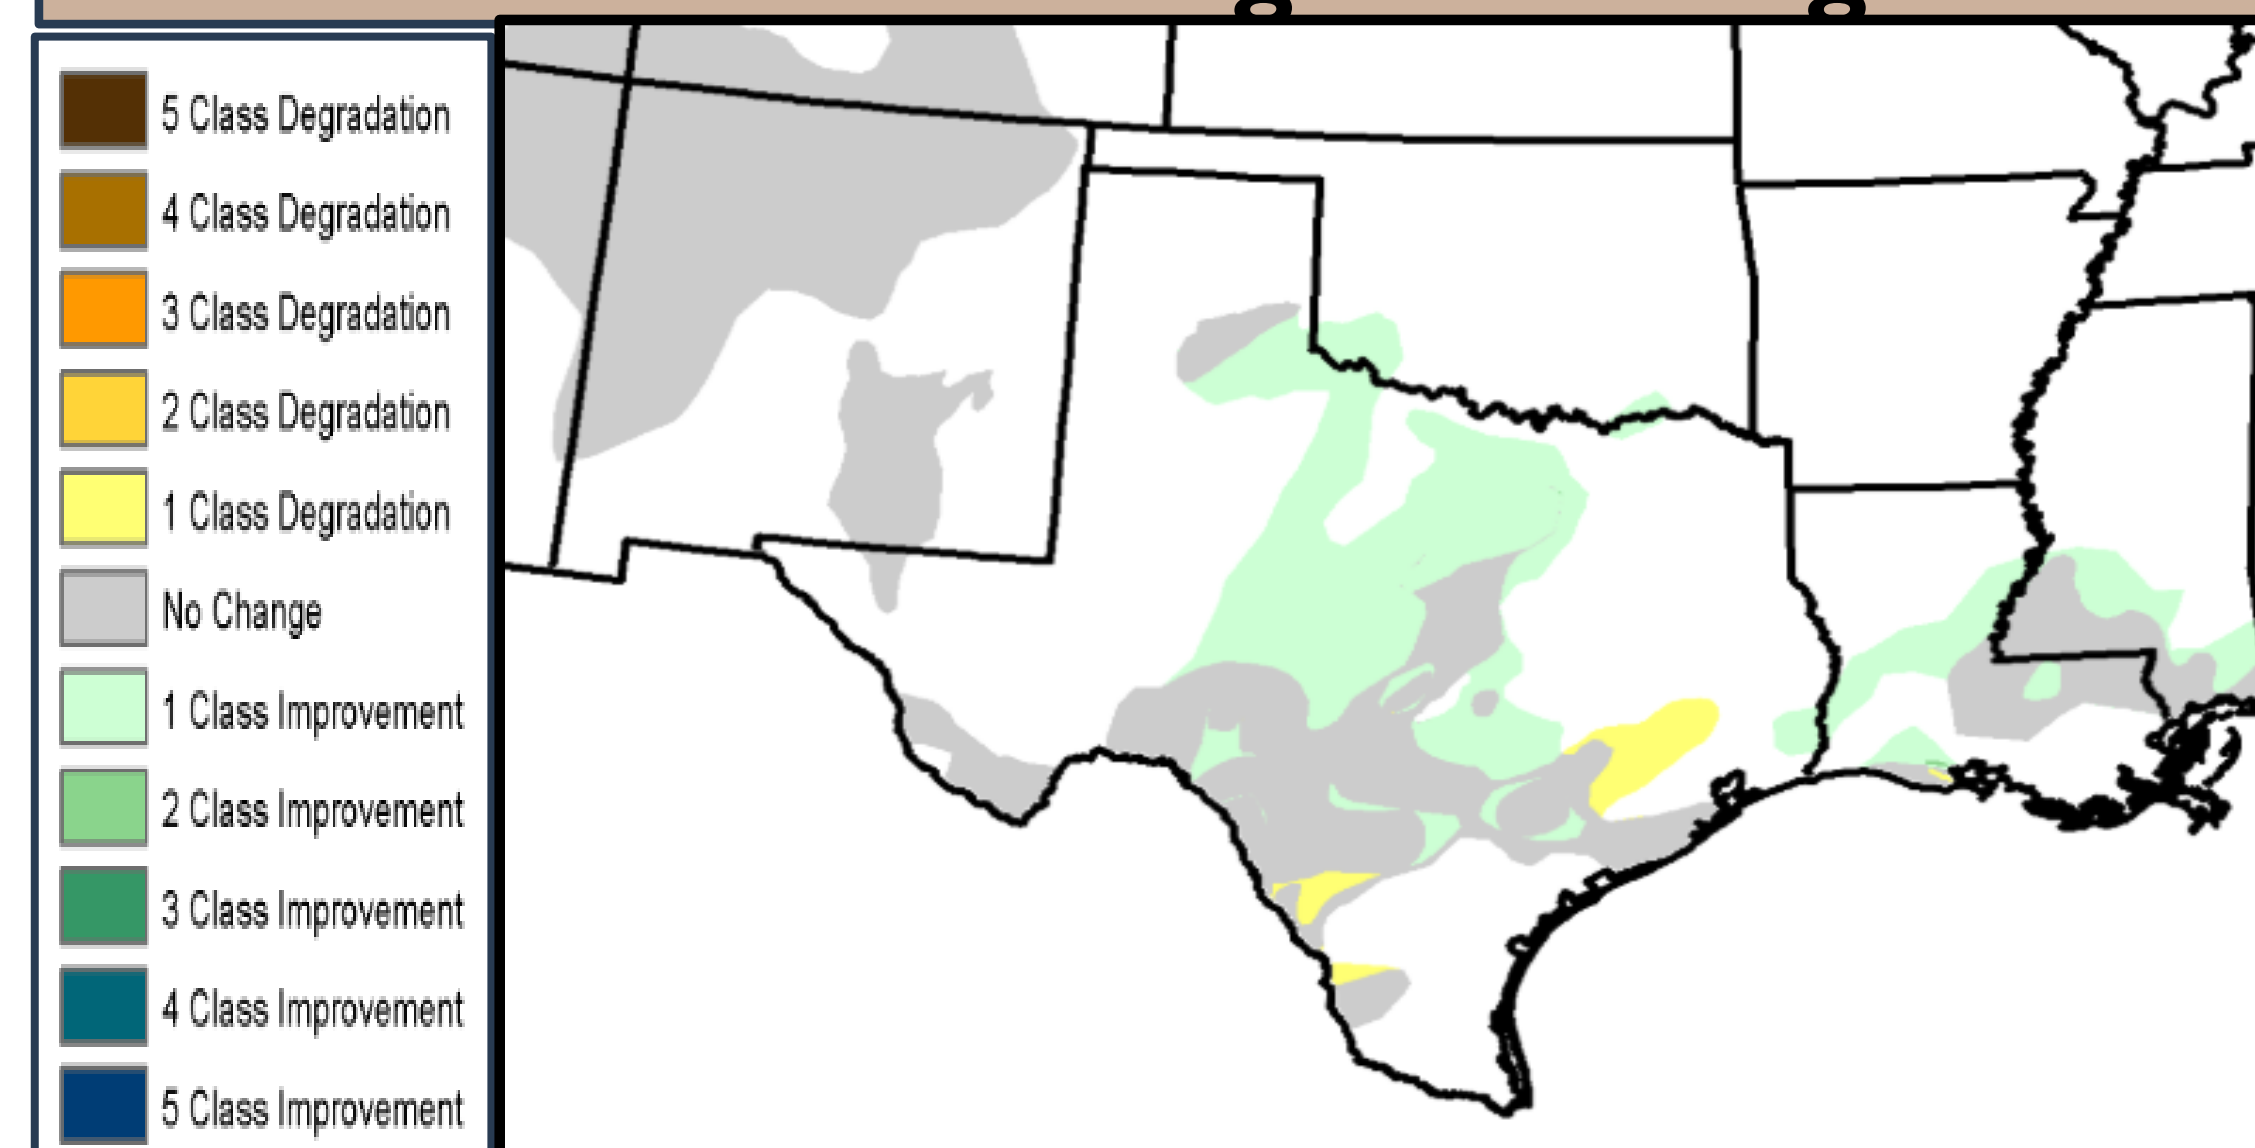 5 Class Degradation
4 Class Degradation
3 Class Degradation
2 Class Degradation
1 Class Degradation
No Change
1 Class Improvement
2 Class Improvement
3 Class Improvement
4 Class Improvement
5 Class Improvement